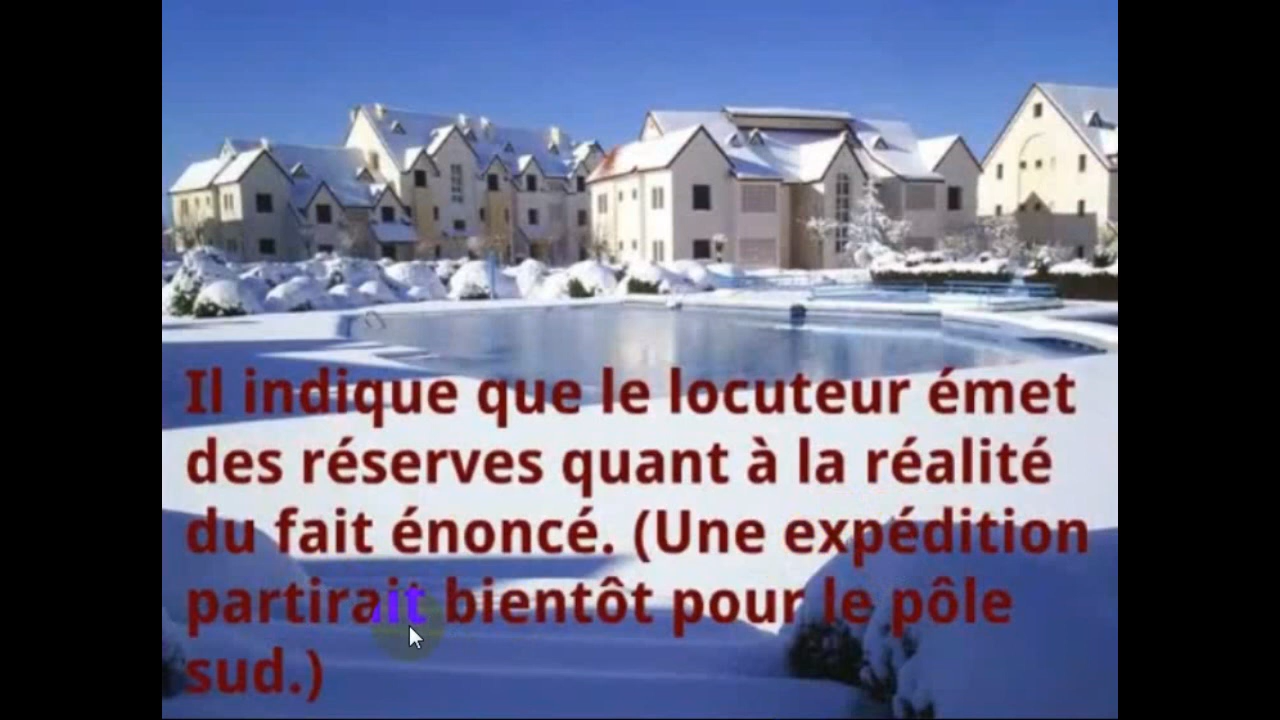 Il indique que le locuteur émet
des réserves quant à la réalité
du fait énoncé. (Une expédition
partirait bientôt pour le pôle
sud.)